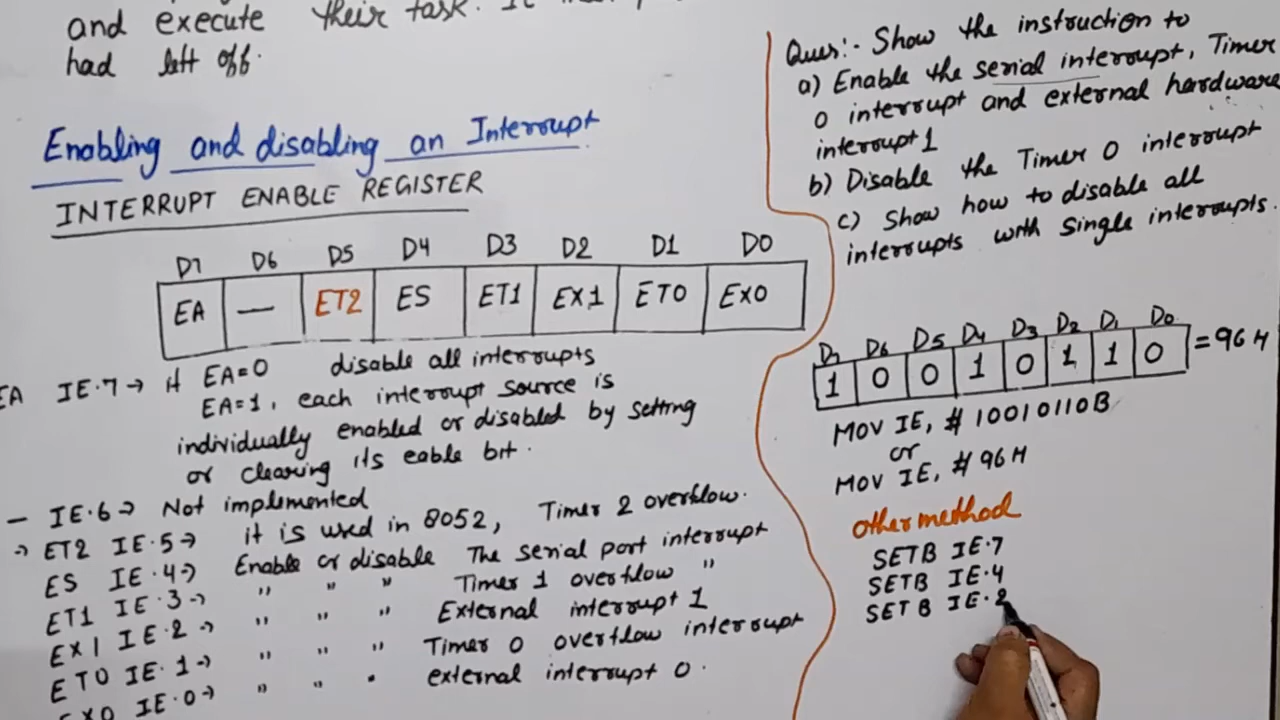 and execute their task. It
had left off.
Enabling and disabling an Interrupt
INTERRUPT ENABLE REGISTER
D7 D6 D5 D4 D3 D2 D1 D0
EA — ET2 ES ET1 EX1 ET0 EX0
EA IE.7→ if EA=0 disable all interrupts
EA=1, each interrupt source is
individually enabled or disabled by setting
or clearing its eable bit.
— IE.6→ Not implemented
→ ET2 IE.5→ it is used in 8052, Timer 2 overflow.
ES IE.4→ Enable or disable The serial port interrupt
ET1 IE.3→ " " " Timer 1 overflow "
EX1 IE.2→ " " " External interrupt 1
ET0 IE.1→ " " " Timer 0 overflow interrupt
EX0 IE.0→ " " " external interrupt 0.
Ques:- Show the instruction to
a) Enable the serial interrupt, Timer
0 interrupt and external hardware
interrupt 1
b) Disable the Timer 0 interrupt
c) Show how to disable all
interrupts with single interrupts.
D7 D6 D5 D4 D3 D2 D1 D0
1 0 0 1 0 1 1 0 = 96H
MOV IE, #10010110B
or
MOV IE, #96H
other method
SETB IE.7
SETB IE.4
SETB IE.2